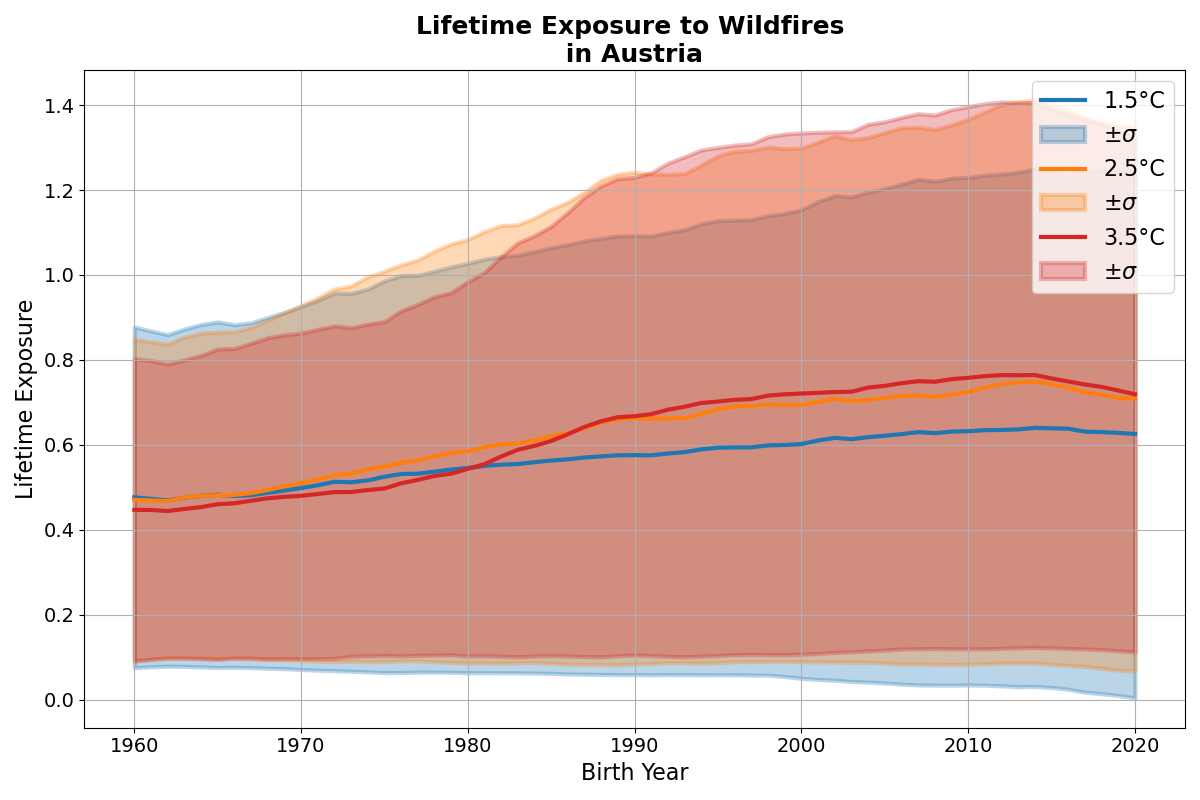 Lifetime Exposure to Wildfires
in Austria
Lifetime Exposure
1.4
1.2
1.0
0.8
0.6
0.4
0.2
0.0
1960
1970
1980
1990
2000
2010
2020
Birth Year
1.5°C
±σ
2.5°C
±σ
3.5°C
±σ